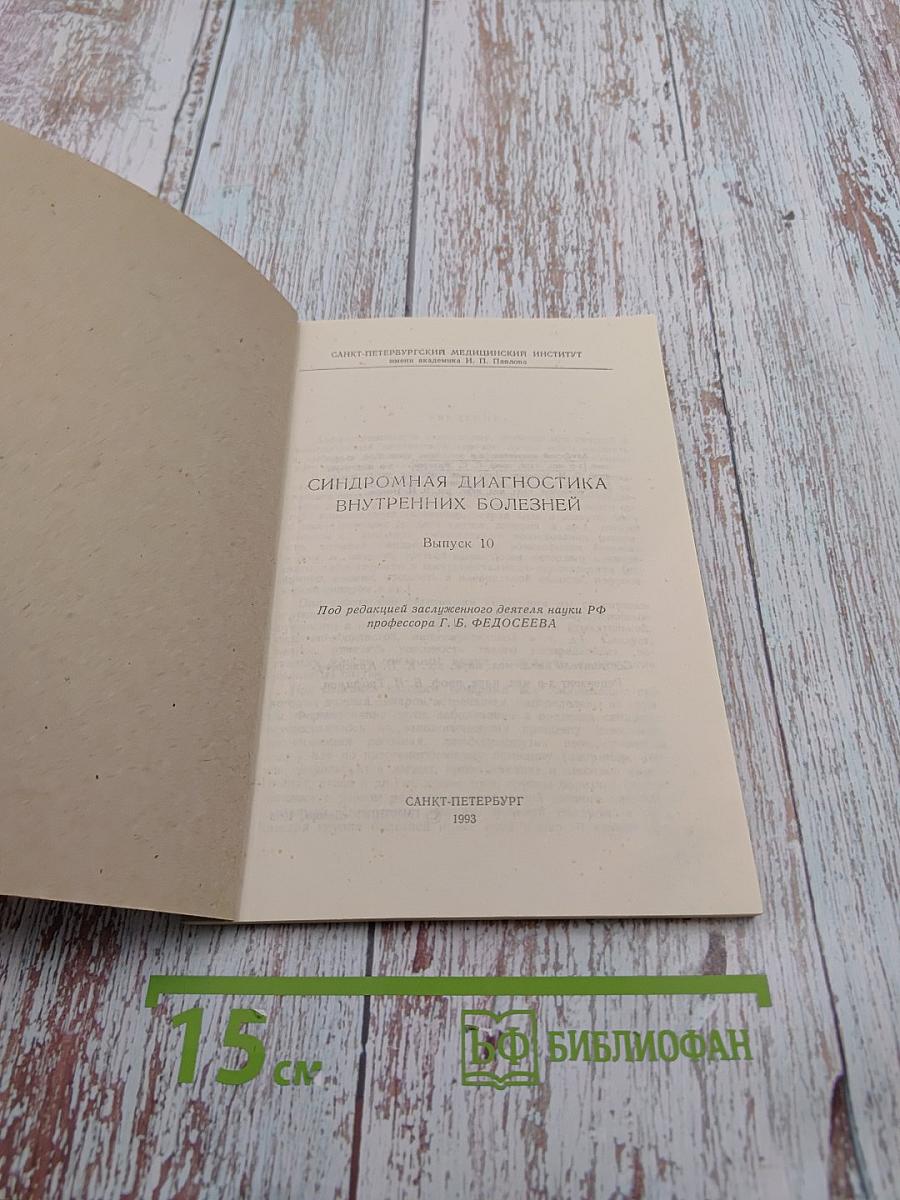 САНКТ-ПЕТЕРБУРГСКИЙ МЕДИЦИНСКИЙ ИНСТИТУТ
имени академика И. П. Павлова
СИНДРОМНАЯ ДИАГНОСТИКА
ВНУТРЕННИХ БОЛЕЗНЕЙ
Выпуск 10
Под редакцией заслуженного деятеля науки РФ
профессора Г. Б. ФЕДОСЕЕВА
САНКТ-ПЕТЕРБУРГ
1993
15 см
БФ БИБЛИОФАН